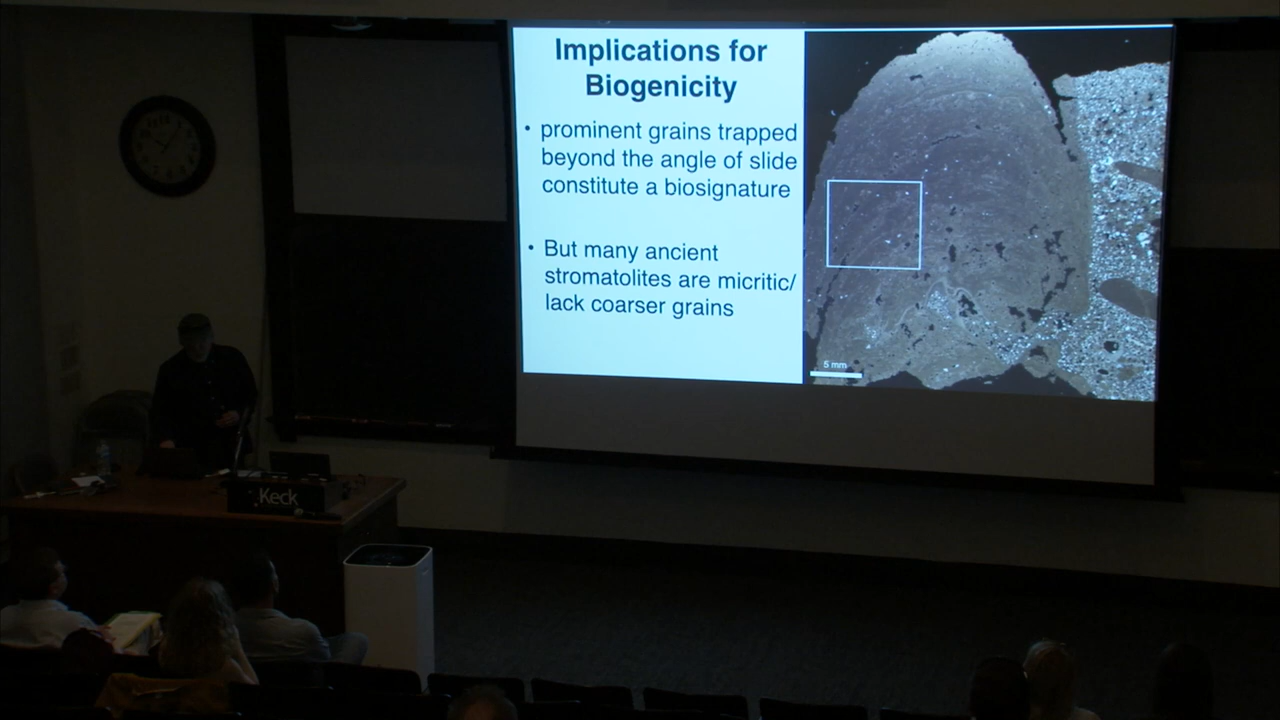 Implications for
Biogenicity
• prominent grains trapped
beyond the angle of slide
constitute a biosignature
• But many ancient
stromatolites are micritic/
lack coarser grains
5 mm
Keck